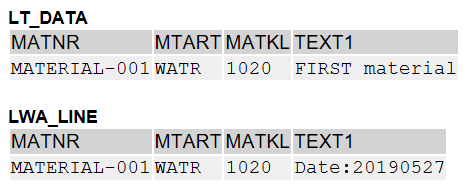 LT_DATA
MATNR MTART MATKL TEXT1
MATERIAL-001 WATR 1020 FIRST material
LWA_LINE
MATNR MTART MATKL TEXT1
MATERIAL-001 WATR 1020 Date:20190527